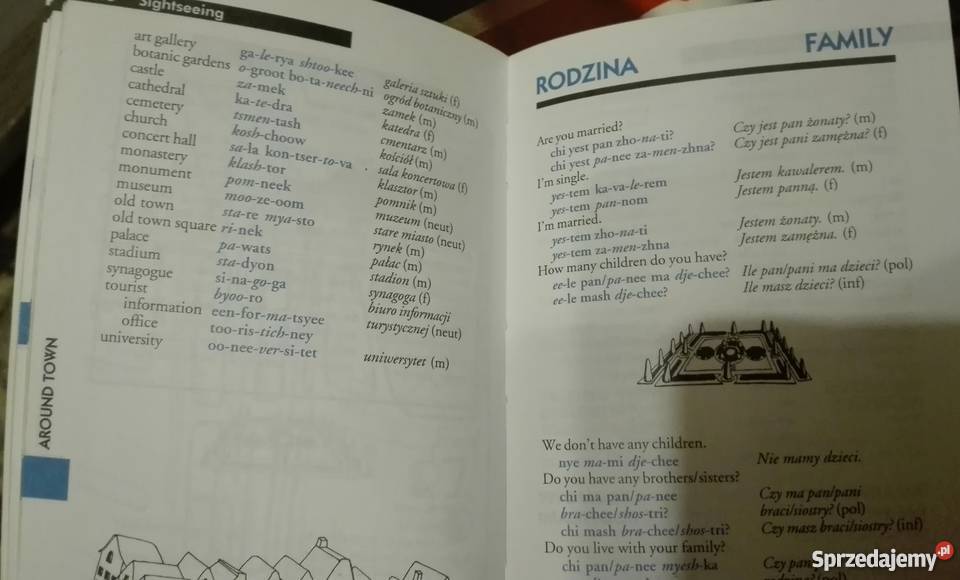 Sightseeing
art gallery ga-le-rya shtoo-kee galeria sztuki (f)
botanic gardens o-groot bo-ta-neech-ni ogród botaniczny (m)
castle za-mek zamek (m)
cathedral ka-te-dra katedra (f)
cemetery tsmen-tash cmentarz (m)
church kosh-choow kościół (m)
concert hall sa-la kon-tser-to-va sala koncertowa (f)
monastery klash-tor klasztor (m)
monument pom-neek pomnik (m)
museum moo-ze-oom muzeum (neut)
old town sta-re mya-sto stare miasto (neut)
old town square ri-nek rynek (m)
palace pa-wats pałac (m)
stadium sta-dyon stadion (m)
synagogue si-na-go-ga synagoga (f)
tourist byoo-ro biuro informacji
information een-for-ma-tsyee turystycznej (neut)
office too-ris-tich-ney
university oo-nee-ver-si-tet uniwersytet (m)
AROUND TOWN
RODZINA FAMILY
Are you married?
chi yest pan zho-na-ti? Czy jest pan żonaty? (m)
chi yest pa-nee za-men-zhna? Czy jest pani zamężna? (f)
I'm single.
yes-tem ka-va-le-rem Jestem kawalerem. (m)
yes-tem pan-nom Jestem panną. (f)
I'm married.
yes-tem zho-na-ti Jestem żonaty. (m)
yes-tem za-men-zhna Jestem zamężna. (f)
How many children do you have?
ee-le pan/pa-nee ma dje-chee? Ile pan/pani ma dzieci? (pol)
ee-le mash dje-chee? Ile masz dzieci? (inf)
We don't have any children.
nye ma-mi dje-chee Nie mamy dzieci.
Do you have any brothers/sisters?
chi ma pan/pa-nee Czy ma pan/pani
bra-chee/shos-tri? braci/siostry? (pol)
chi mash bra-chee/shos-tri? Czy masz braci/siostry? (inf)
Do you live with your family?
chi pan/pa-nee myesh-ka Czy pan
Sprzedajemy.pl